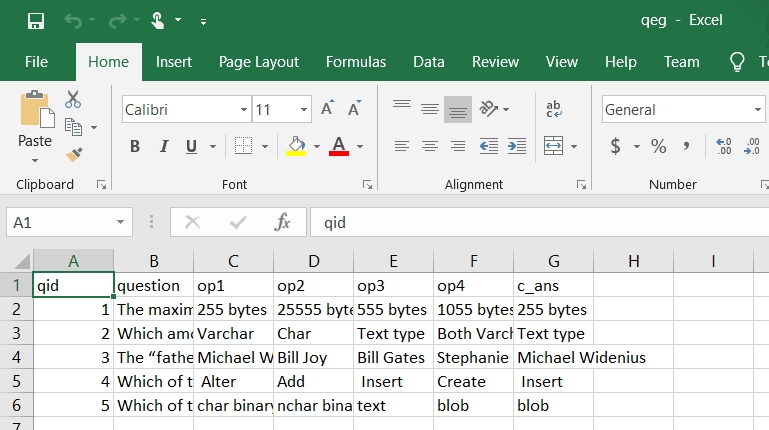 qeg - Excel
File Home Insert Page Layout Formulas Data Review View Help Team
Calibri 11 A A ab General
Paste B I U A c $ % , .0 .00 .00 .0
Clipboard Font Alignment Number
A1 fx qid
A B C D E F G H I
1 qid question op1 op2 op3 op4 c_ans
2 1 The maxim 255 bytes 25555 byte 555 bytes 1055 bytes 255 bytes
3 2 Which amo Varchar Char Text type Both Varch Text type
4 3 The “fathe Michael W Bill Joy Bill Gates Stephanie Michael Widenius
5 4 Which of t Alter Add Insert Create Insert
6 5 Which of t char binary nchar bina text blob blob
7